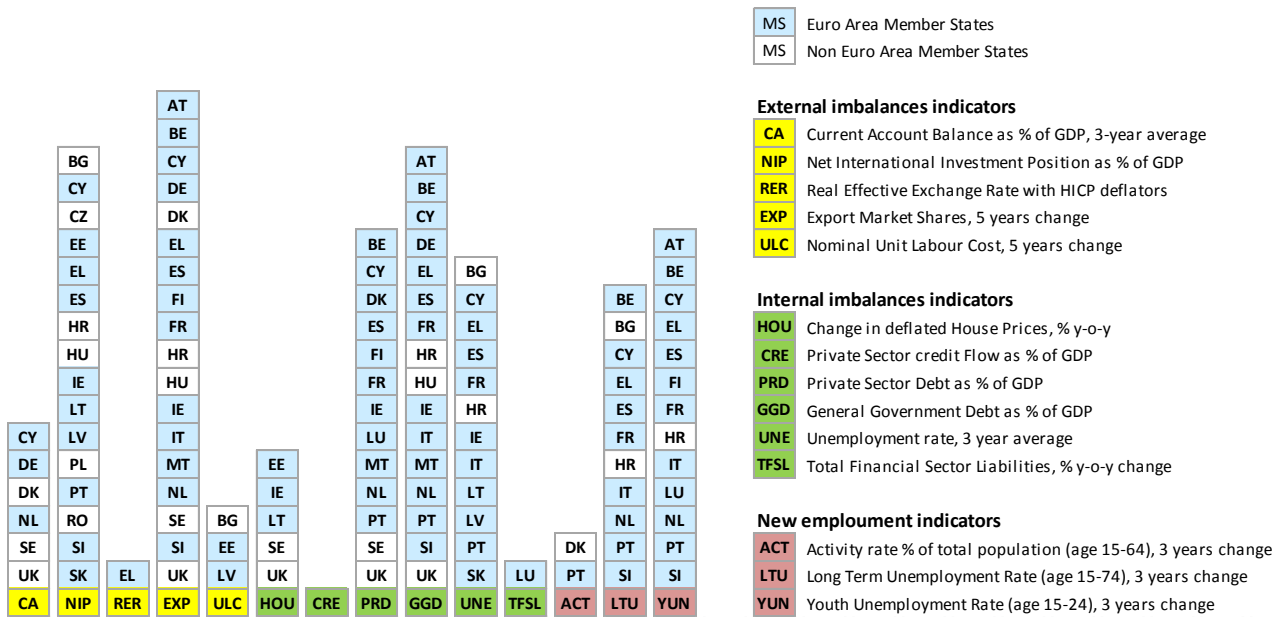 CY
DE
DK
NL
SE
UK
CA
BG
CY
CZ
EE
EL
ES
HR
HU
IE
LT
LV
PL
PT
RO
SI
SK
NIP
EL
RER
AT
BE
CY
DE
DK
EL
ES
FI
FR
HR
HU
IE
IT
MT
NL
SE
SI
UK
EXP
BG
EE
LV
ULC
EE
IE
LT
SE
UK
HOU
CRE
BE
CY
DK
ES
FI
FR
IE
LU
MT
NL
PT
SE
UK
PRD
AT
BE
CY
DE
EL
ES
FR
HR
HU
IE
IT
MT
NL
PT
SI
UK
GGD
BG
CY
EL
ES
FR
HR
IE
IT
LT
LV
PT
SK
UNE
LU
TFSL
DK
PT
ACT
BE
BG
CY
EL
ES
FR
HR
IT
NL
PT
SI
LTU
AT
BE
CY
EL
ES
FI
FR
HR
IT
LU
NL
PT
SI
YUN
MS Euro Area Member States
MS Non Euro Area Member States
External imbalances indicators
CA Current Account Balance as % of GDP, 3-year average
NIP Net International Investment Position as % of GDP
RER Real Effective Exchange Rate with HICP deflators
EXP Export Market Shares, 5 years change
ULC Nominal Unit Labour Cost, 5 years change
Internal imbalances indicators
HOU Change in deflated House Prices, % y-o-y
CRE Private Sector credit Flow as % of GDP
PRD Private Sector Debt as % of GDP
GGD General Government Debt as % of GDP
UNE Unemployment rate, 3 year average
TFSL Total Financial Sector Liabilities, % y-o-y change
New emploument indicators
ACT Activity rate % of total population (age 15-64), 3 years change
LTU Long Term Unemployment Rate (age 15-74), 3 years change
YUN Youth Unemployment Rate (age 15-24), 3 years change